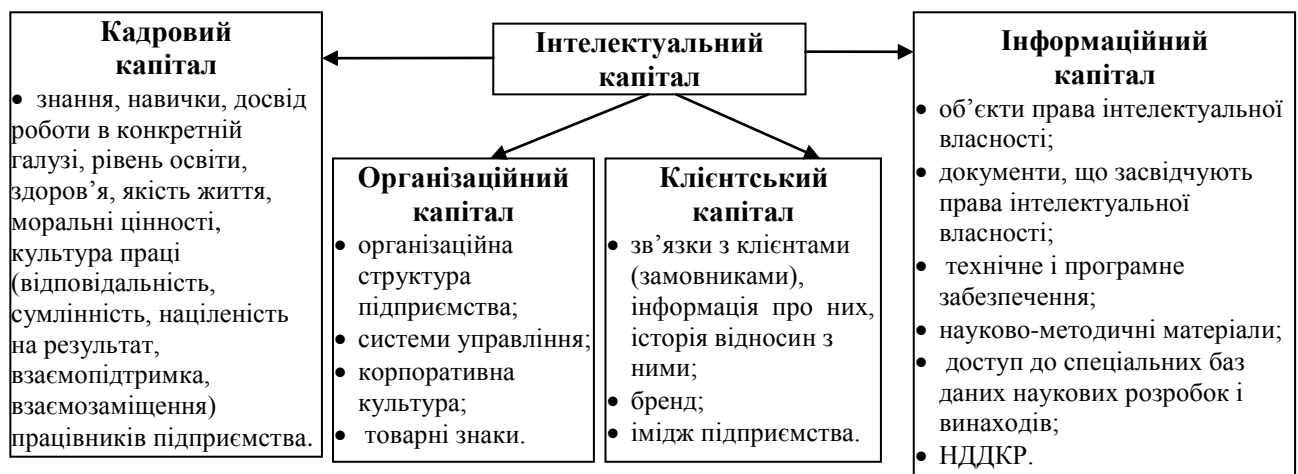 Кадровий
капітал
• знання, навички, досвід
роботи в конкретній
галузі, рівень освіти,
здоров’я, якість життя,
моральні цінності,
культура праці
(відповідальність,
сумлінність, націленість
на результат,
взаємопідтримка,
взаємозаміщення)
працівників підприємства.
Інтелектуальний
капітал
Організаційний
капітал
• організаційна
структура
підприємства;
• системи управління;
• корпоративна
культура;
• товарні знаки.
Клієнтський
капітал
• зв’язки з клієнтами
(замовниками),
інформація про них,
історія відносин з
ними;
• бренд;
• імідж підприємства.
Інформаційний
капітал
• об’єкти права інтелектуальної
власності;
• документи, що засвідчують
права інтелектуальної
власності;
• технічне і програмне
забезпечення;
• науково-методичні матеріали;
• доступ до спеціальних баз
даних наукових розробок і
винаходів;
• НДДКР.